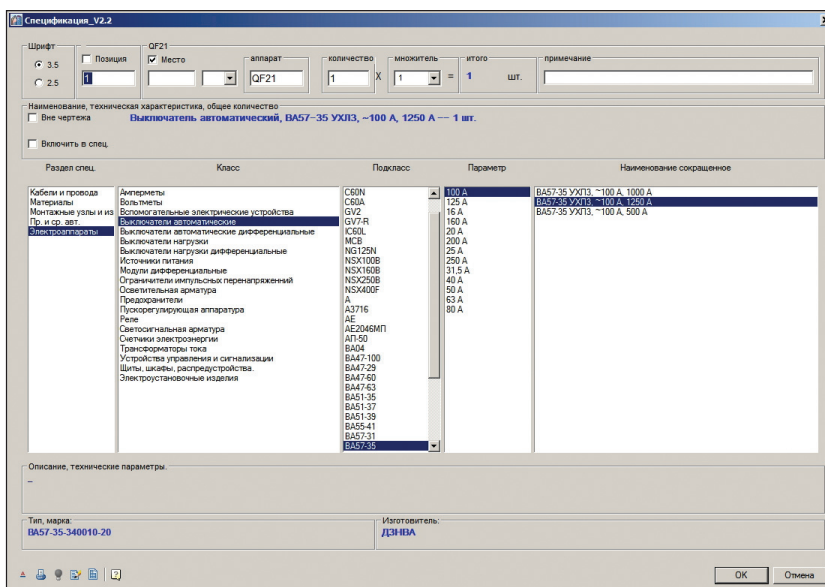 Спецификация_V2.2
Шрифт
3.5
2.5
Позиция
1
QF21
Место
аппарат
QF21
количество
1
X
множитель
1
=
итого
1
шт.
примечание
Наименование, техническая характеристика, общее количество
Вне чертежа
Выключатель автоматический, ВА57-35 УХЛ3, ~100 А, 1250 А -- 1 шт.
Включить в спец.
Раздел спец.
Класс
Подкласс
Параметр
Наименование сокращенное
Кабели и провода
Материалы
Монтажные узлы и из
Пр. и ср. авт.
Электроаппараты
Амперметы
Вольтметы
Вспомогательные электрические устройства
Выключатели автоматические
Выключатели автоматические дифференциальные
Выключатели нагрузки
Выключатели нагрузки дифференциальные
Источники питания
Модули дифференциальные
Ограничители импульсных перенапряженний
Осветительная арматура
Предохранители
Пускорегулирующая аппаратура
Реле
Светосигнальная арматура
Счетчики электроэнергии
Трансформаторы тока
Устройства управления и сигнализации
Щиты, шкафы, распредустройства.
Электроустановочные изделия
C60N
C60A
GV2
GV7-R
IC60L
MCB
NG125N
NSX100B
NSX160B
NSX250B
NSX400F
А
А3716
АЕ
АЕ2046МП
АП-50
ВА04
ВА47-100
ВА47-29
ВА47-60
ВА47-63
ВА51-35
ВА51-37
ВА51-39
ВА55-41
ВА57-31
ВА57-35
100 А
125 А
16 А
160 А
20 А
200 А
25 А
250 А
31,5 А
40 А
50 А
63 А
80 А
ВА57-35 УХЛ3, ~100 А, 1000 А
ВА57-35 УХЛ3, ~100 А, 1250 А
ВА57-35 УХЛ3, ~100 А, 500 А
Описание, технические параметры.
–
Тип, марка:
ВА57-35-340010-20
Изготовитель:
ДЗНВА
OK
Отмена